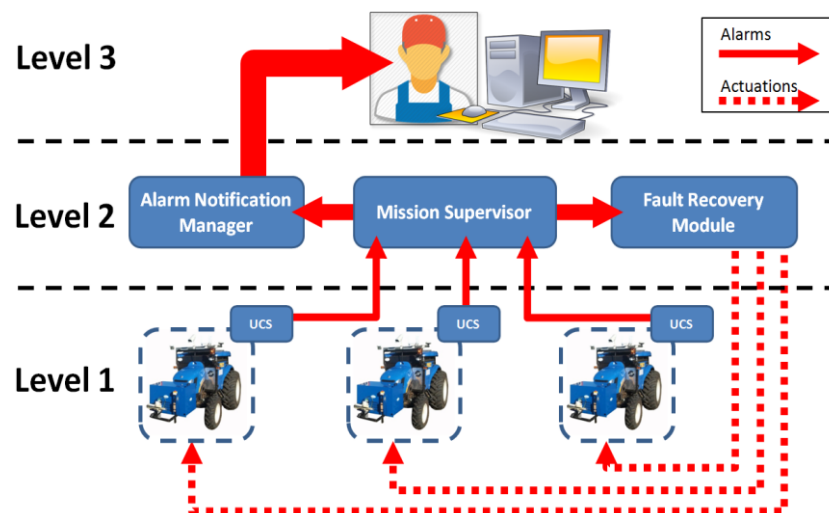 Level 3
Alarms
Actuations
Level 2
Alarm Notification
Manager
Mission Supervisor
Fault Recovery
Module
Level 1
UCS
UCS
UCS